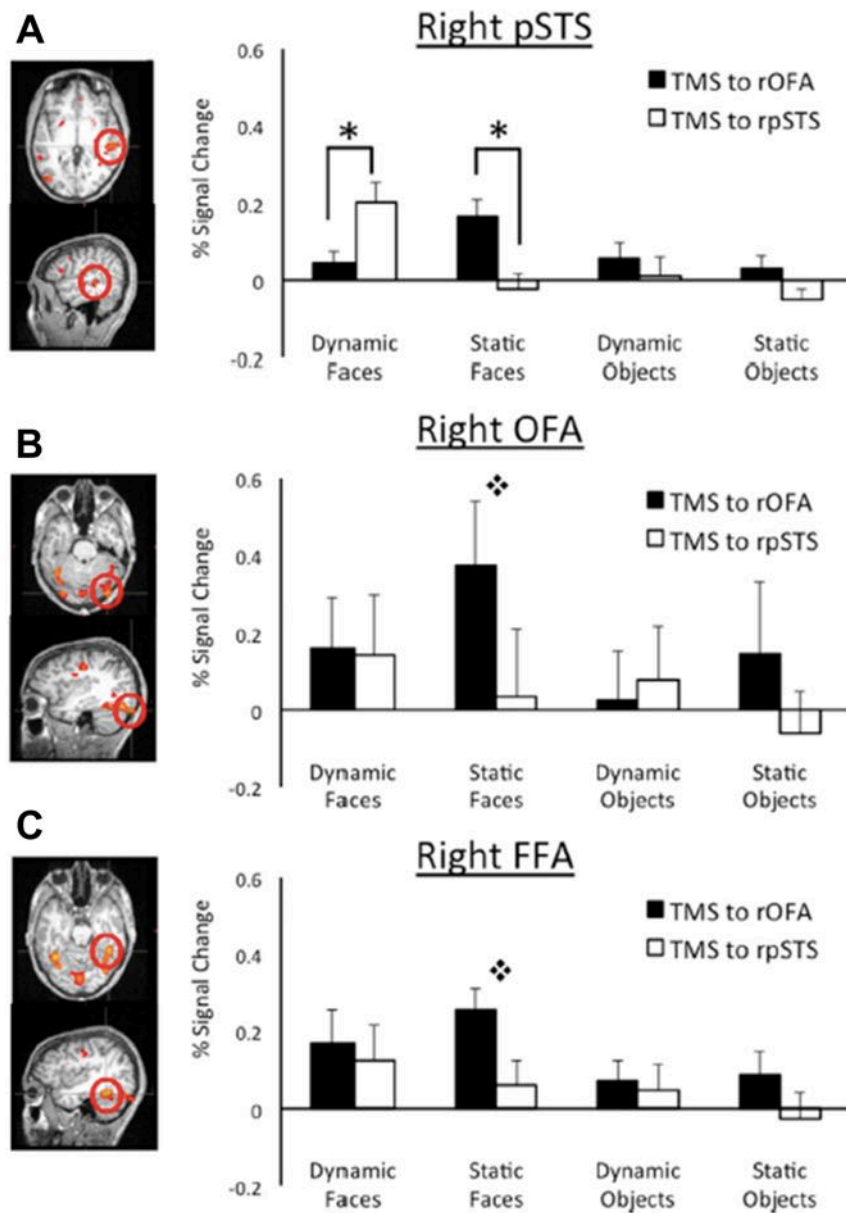 A
Right pSTS
% Signal Change
0.6
0.4
0.2
0
-0.2
TMS to rOFA
TMS to rpSTS
*
*
Dynamic Faces
Static Faces
Dynamic Objects
Static Objects
B
Right OFA
% Signal Change
0.6
0.4
0.2
0
-0.2
TMS to rOFA
TMS to rpSTS
Dynamic Faces
Static Faces
Dynamic Objects
Static Objects
C
Right FFA
% Signal Change
0.6
0.4
0.2
0
-0.2
TMS to rOFA
TMS to rpSTS
Dynamic Faces
Static Faces
Dynamic Objects
Static Objects